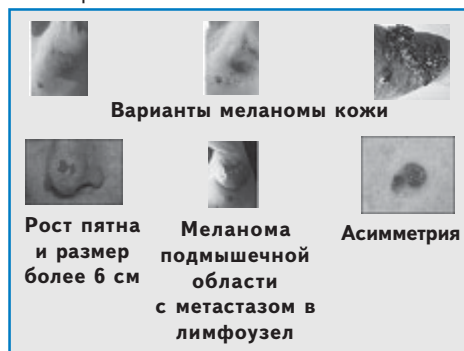 Варианты меланомы кожи
Рост пятна
и размер
более 6 см
Меланома
подмышечной
области
с метастазом в
лимфоузел
Асимметрия